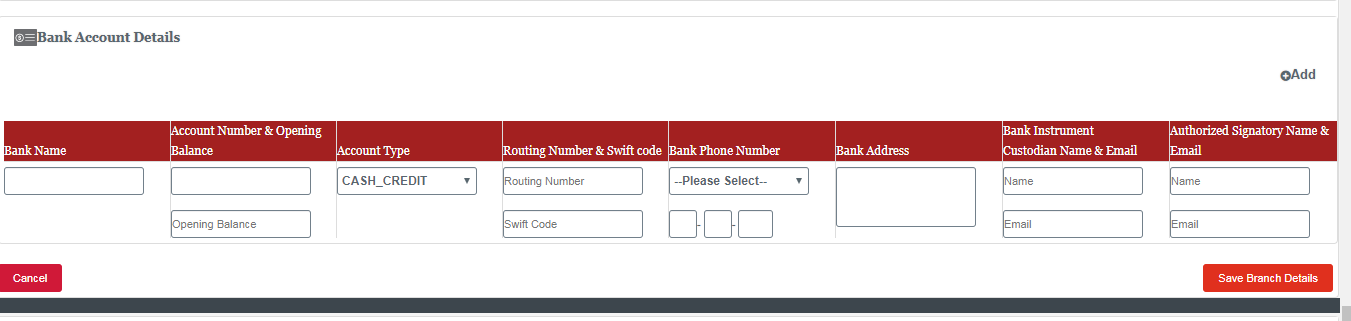 Bank Account Details
Add
Account Number & Opening
Bank Instrument
Authorized Signatory Name &
Bank Name
Balance
Account Type
Routing Number & Swift code
Bank Phone Number
Bank Address
Custodian Name & Email
Email
CASH_CREDIT
Routing Number
--Please Select--
Name
Name
Opening Balance
Swift Code
- -
Email
Email
Cancel
Save Branch Details